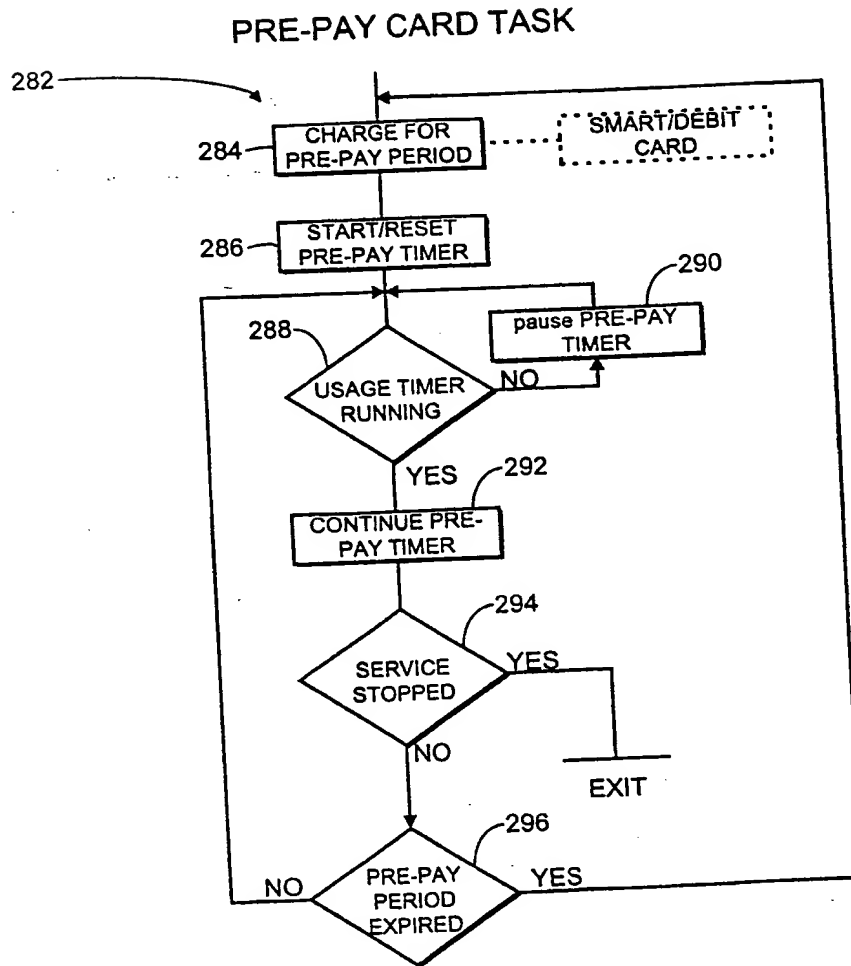 PRE-PAY CARD TASK
282
284
CHARGE FOR
PRE-PAY PERIOD
SMART/DEBIT
CARD
286
START/RESET
PRE-PAY TIMER
290
pause PRE-PAY
TIMER
288
USAGE TIMER
RUNNING
NO
YES
292
CONTINUE PRE-
PAY TIMER
294
SERVICE
STOPPED
YES
NO
EXIT
296
PRE-PAY
PERIOD
EXPIRED
NO
YES